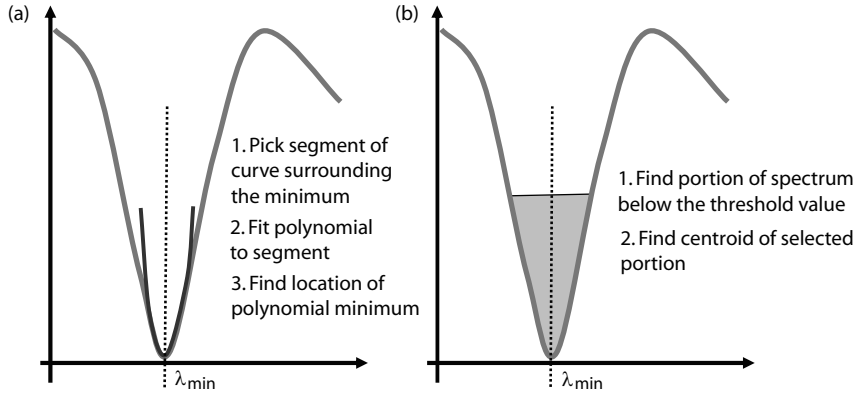 (a)
1. Pick segment of
curve surrounding
the minimum
2. Fit polynomial
to segment
3. Find location of
polynomial minimum
λmin
(b)
1. Find portion of spectrum
below the threshold value
2. Find centroid of selected
portion
λmin